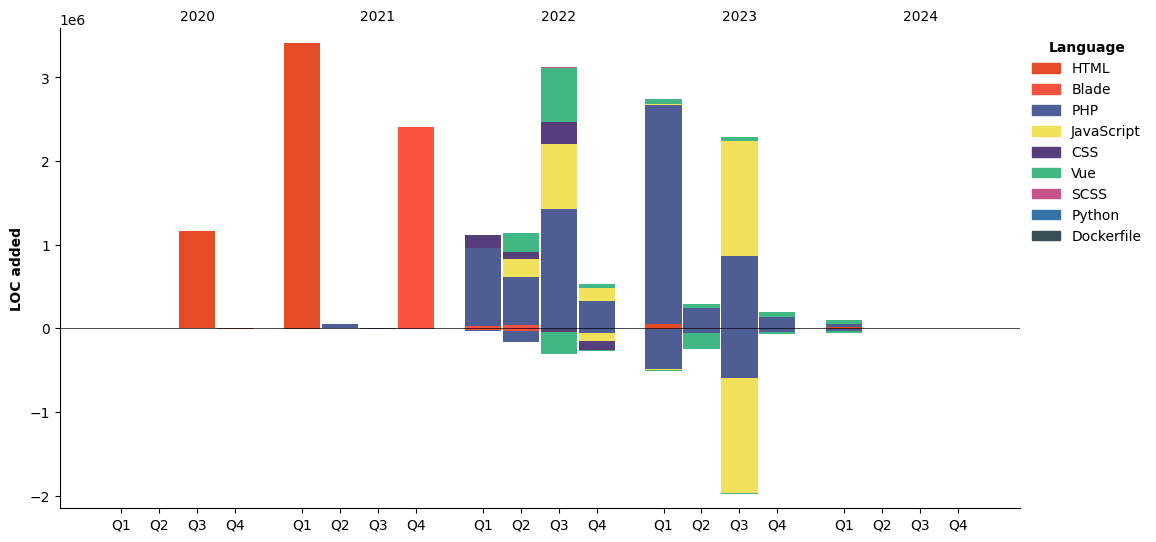 1e6
2020 2021 2022 2023 2024
3
2
1
0
−1
−2
LOC added
Q1 Q2 Q3 Q4 Q1 Q2 Q3 Q4 Q1 Q2 Q3 Q4 Q1 Q2 Q3 Q4 Q1 Q2 Q3 Q4
Language
HTML
Blade
PHP
JavaScript
CSS
Vue
SCSS
Python
Dockerfile